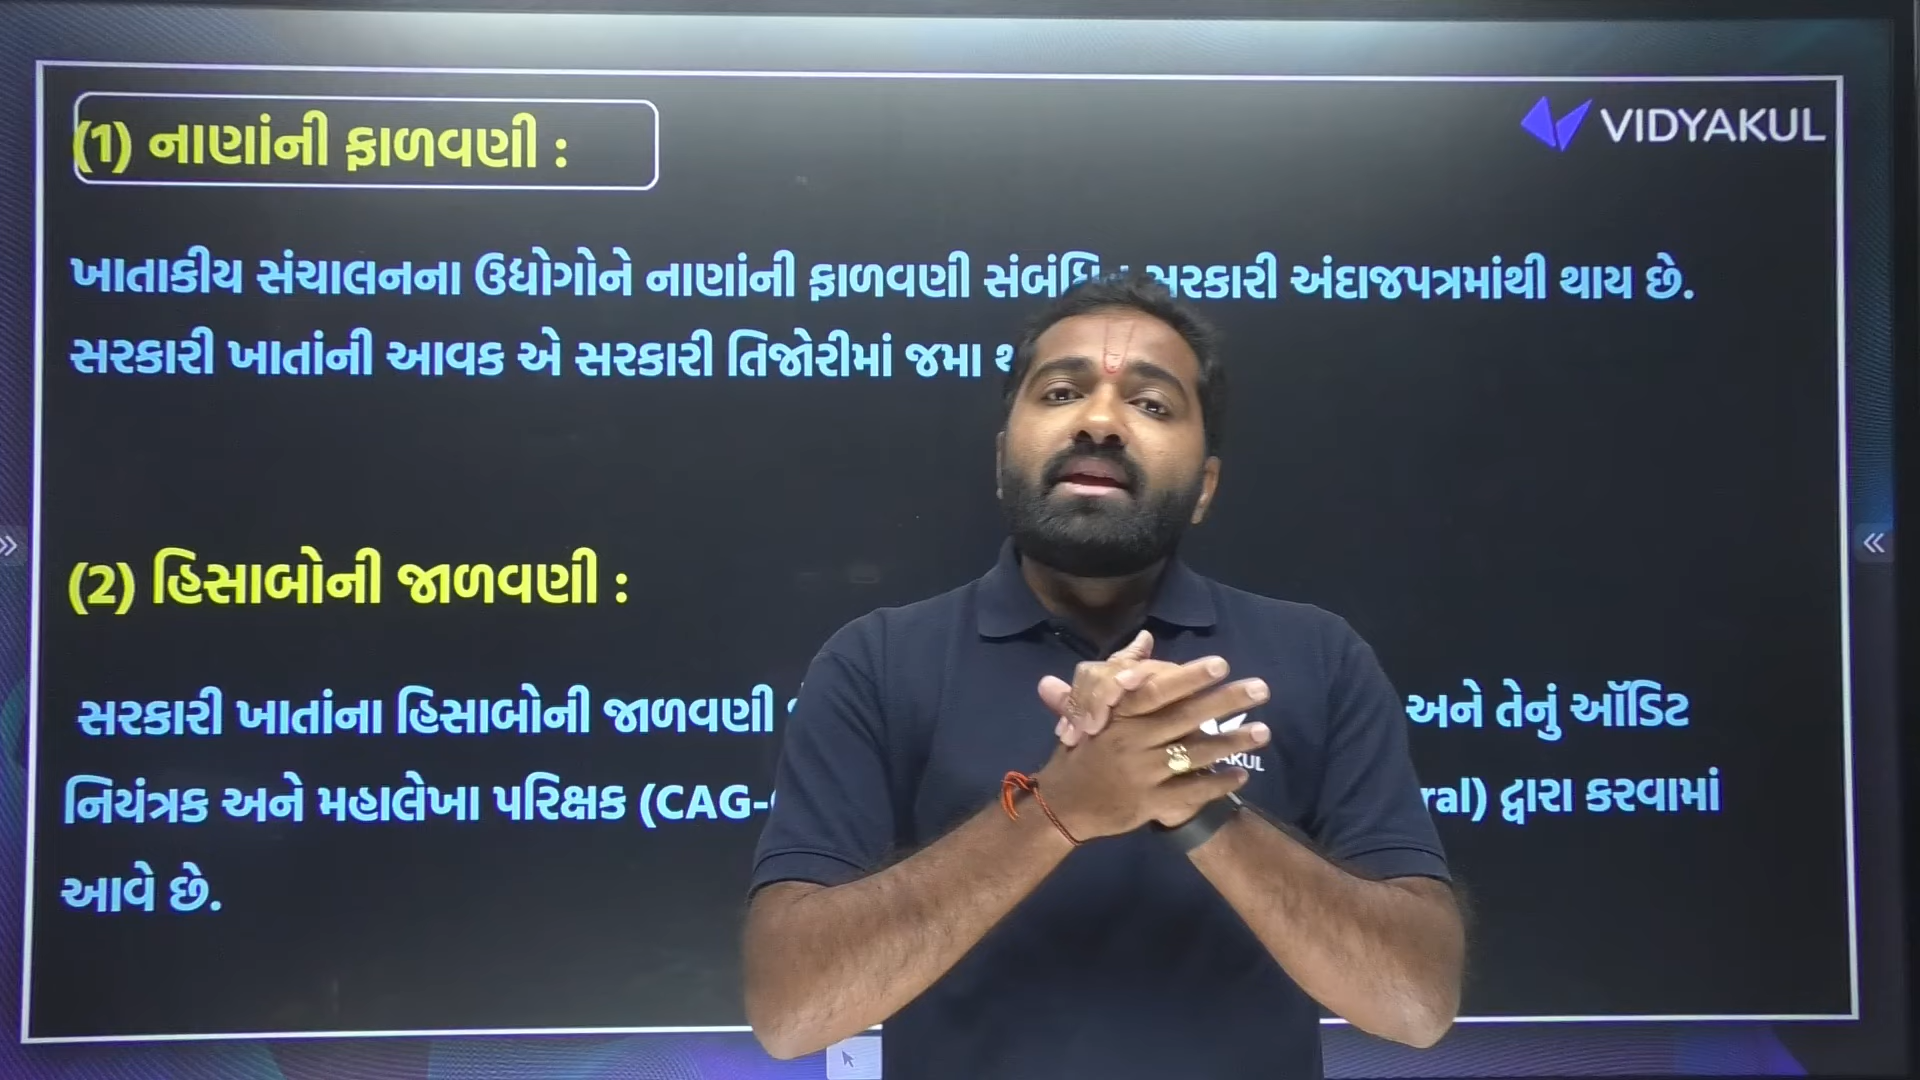 (1) નાણાંની ફાળવણી :
VIDYAKUL
ખાતાકીય સંચાલનના ઉદ્યોગોને નાણાંની ફાળવણી સરકારી અંદાજપત્રમાંથી થાય છે.
સરકારી ખાતાંની આવક એ સરકારી તિજોરીમાં જમા
(2) હિસાબોની જાળવણી :
સરકારી ખાતાંના હિસાબોની જાળવણી અને તેનું ઑડિટ
નિયંત્રક અને મહાલેખા પરિક્ષક (CAG- દ્વારા કરવામાં
આવે છે.